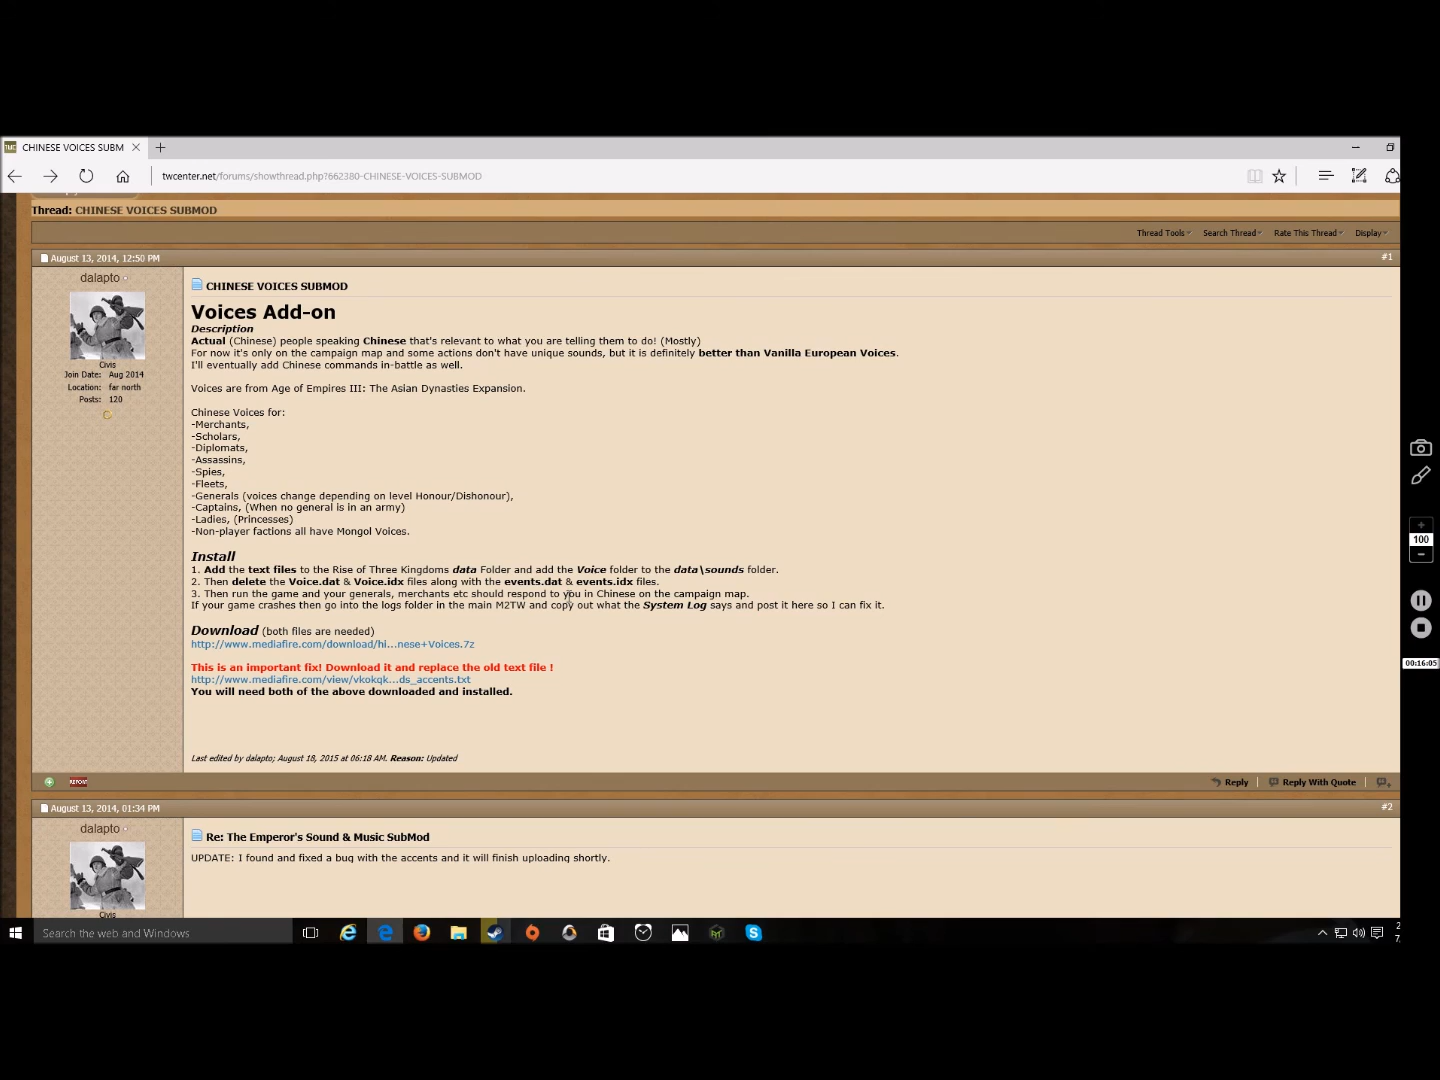 CHINESE VOICES SUBM
twcenter.net/forums/showthread.php?662380-CHINESE-VOICES-SUBMOD
Thread: CHINESE VOICES SUBMOD
Thread Tools Search Thread Rate This Thread Display
August 13, 2014, 12:50 PM #1
dalapto
Civis
Join Date: Aug 2014
Location: far north
Posts: 120
CHINESE VOICES SUBMOD
Voices Add-on
Description
Actual (Chinese) people speaking Chinese that's relevant to what you are telling them to do! (Mostly)
For now it's only on the campaign map and some actions don't have unique sounds, but it is definitely better than Vanilla European Voices.
I'll eventually add Chinese commands in-battle as well.
Voices are from Age of Empires III: The Asian Dynasties Expansion.
Chinese Voices for:
-Merchants,
-Scholars,
-Diplomats,
-Assassins,
-Spies,
-Fleets,
-Generals (voices change depending on level Honour/Dishonour),
-Captains, (When no general is in an army)
-Ladies, (Princesses)
-Non-player factions all have Mongol Voices.
Install
1. Add the text files to the Rise of Three Kingdoms data Folder and add the Voice folder to the data\sounds folder.
2. Then delete the Voice.dat & Voice.idx files along with the events.dat & events.idx files.
3. Then run the game and your generals, merchants etc should respond to you in Chinese on the campaign map.
If your game crashes then go into the logs folder in the main M2TW and copy out what the System Log says and post it here so I can fix it.
Download (both files are needed)
http://www.mediafire.com/download/hi...nese+Voices.7z
This is an important fix! Download it and replace the old text file !
http://www.mediafire.com/view/vkokqk...ds_accents.txt
You will need both of the above downloaded and installed.
Last edited by dalapto; August 18, 2015 at 06:18 AM. Reason: Updated
REPORT Reply Reply With Quote
August 13, 2014, 01:34 PM #2
dalapto
Civis
Re: The Emperor's Sound & Music SubMod
UPDATE: I found and fixed a bug with the accents and it will finish uploading shortly.
Search the web and Windows
100
00:16:05